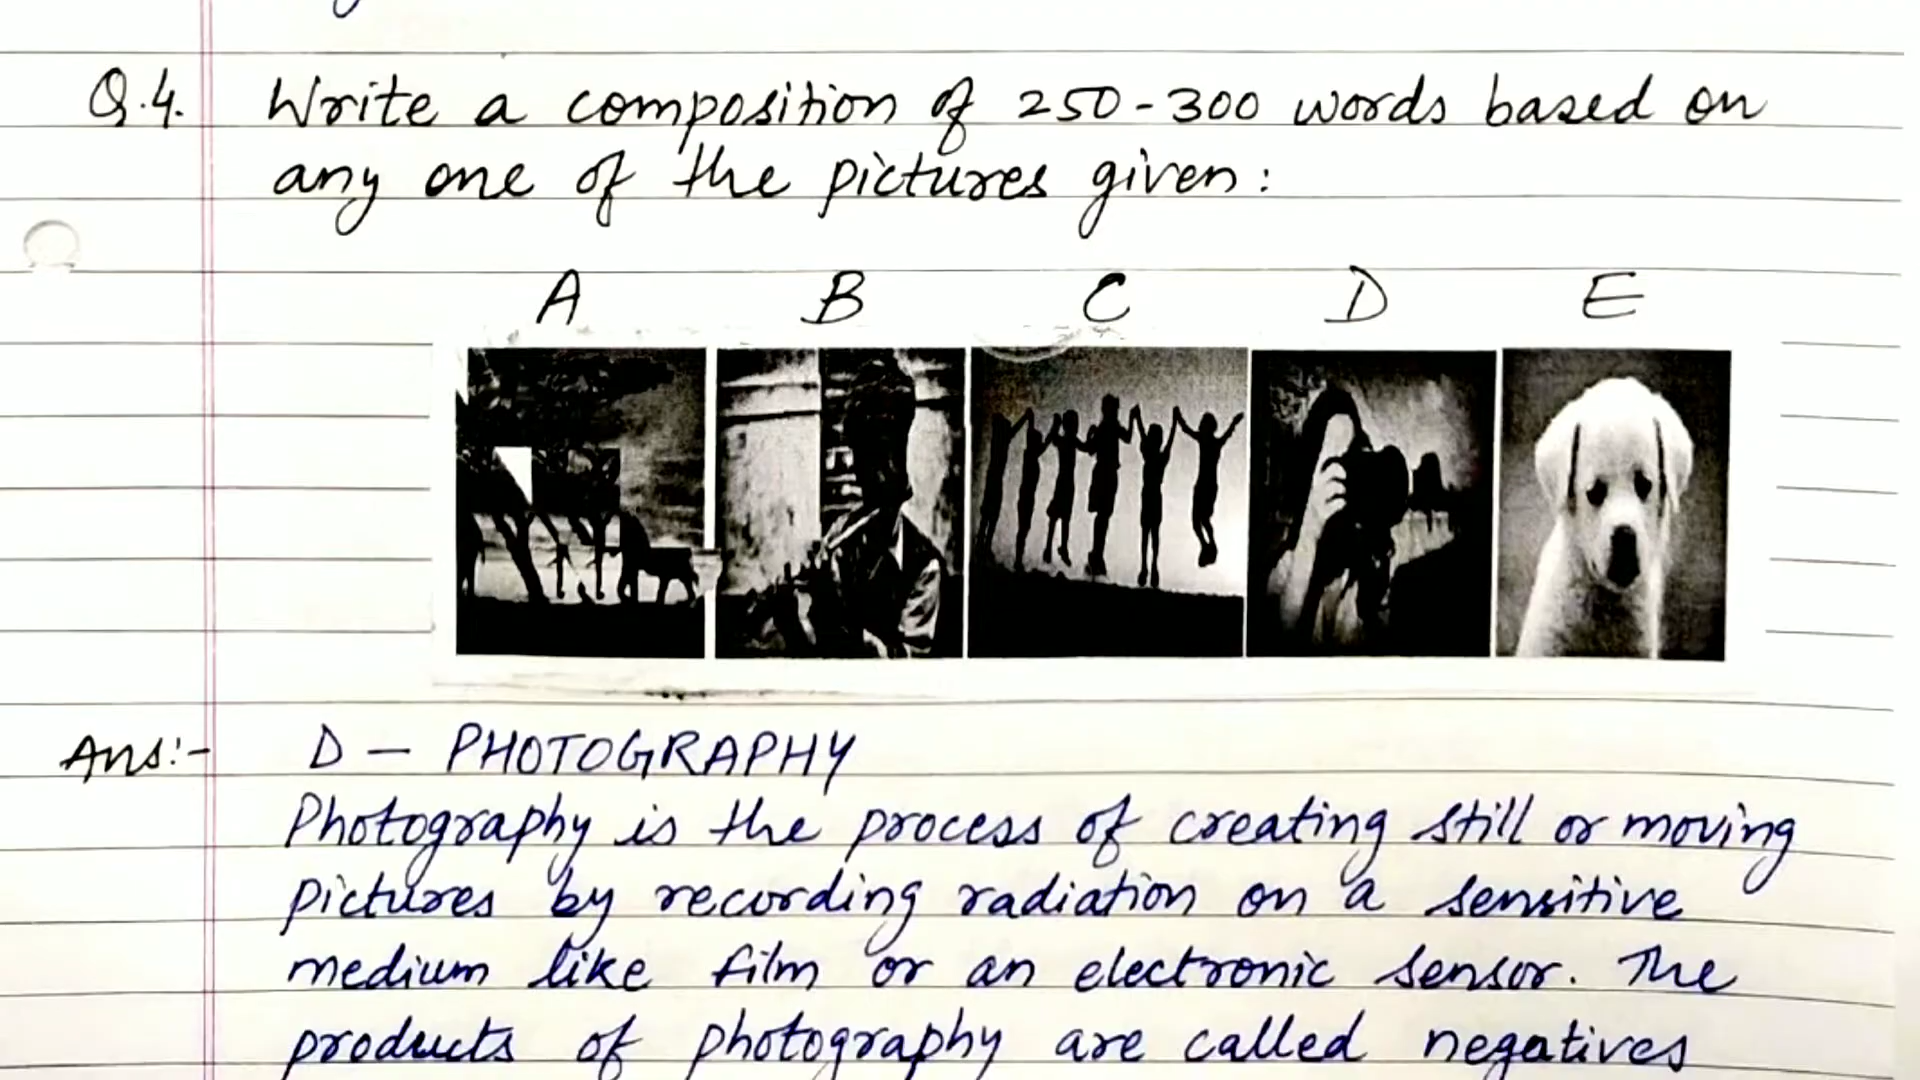 Q.4. Write a composition of 250-300 words based on
any one of the pictures given:
A B C D E
Ans:- D - PHOTOGRAPHY
Photography is the process of creating still or moving
pictures by recording radiation on a sensitive
medium like film or an electronic sensor. The
products of photography are called negatives